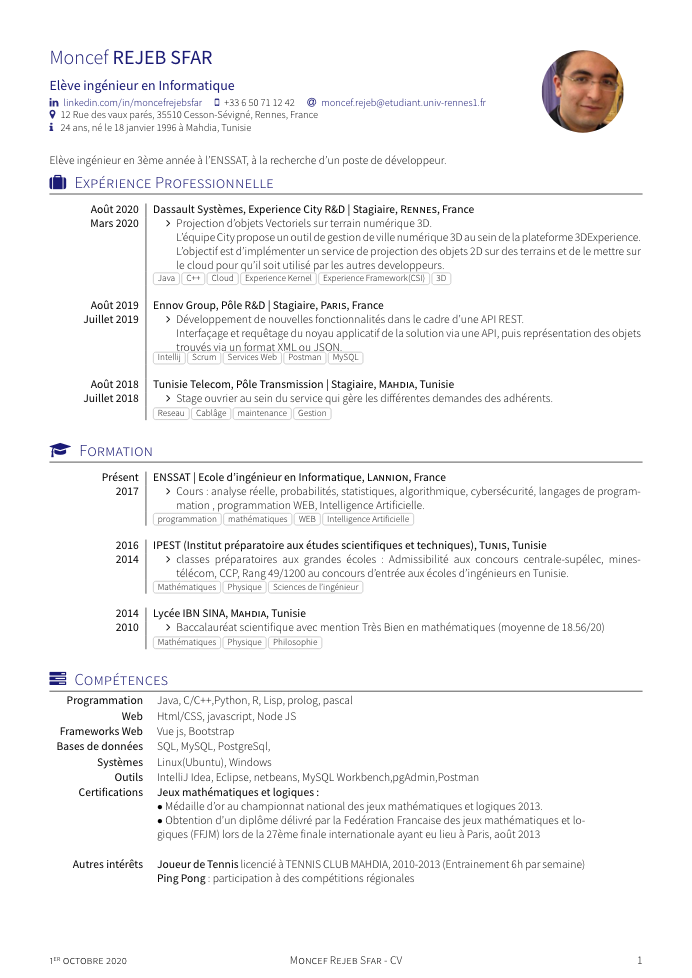 Moncef REJEB SFAR
Elève ingénieur en Informatique
linkedin.com/in/moncefrejebsfar +33 6 50 71 12 42 moncef.rejeb@etudiant.univ-rennes1.fr
12 Rue des vaux parés, 35510 Cesson-Sévigné, Rennes, France
24 ans, né le 18 janvier 1996 à Mahdia, Tunisie
Elève ingénieur en 3ème année à l'ENSSAT, à la recherche d'un poste de développeur.
Expérience Professionnelle
Août 2020 Dassault Systèmes, Experience City R&D | Stagiaire, Rennes, France
Mars 2020 Projection d'objets Vectoriels sur terrain numérique 3D.
L'équipe City propose un outil de gestion de ville numérique 3D au sein de la plateforme 3DExperience.
L'objectif est d'implémenter un service de projection des objets 2D sur des terrains et de le mettre sur
le cloud pour qu'il soit utilisé par les autres developpeurs.
Java C++ Cloud Experience Kernel Experience Framework(CSI) 3D
Août 2019 Ennov Group, Pôle R&D | Stagiaire, Paris, France
Juillet 2019 Développement de nouvelles fonctionnalités dans le cadre d'une API REST.
Interfaçage et requêtage du noyau applicatif de la solution via une API, puis représentation des objets
trouvés via un format XML ou JSON.
Intellij Scrum Services Web Postman MySQL
Août 2018 Tunisie Telecom, Pôle Transmission | Stagiaire, Mahdia, Tunisie
Juillet 2018 Stage ouvrier au sein du service qui gère les différentes demandes des adhérents.
Reseau Cablâge maintenance Gestion
Formation
Présent ENSSAT | Ecole d'ingénieur en Informatique, Lannion, France
2017 Cours : analyse réelle, probabilités, statistiques, algorithmique, cybersécurité, langages de program-
mation , programmation WEB, Intelligence Artificielle.
programmation mathématiques WEB Intelligence Artificielle
2016 IPEST (Institut préparatoire aux études scientifiques et techniques), Tunis, Tunisie
2014 classes préparatoires aux grandes écoles : Admissibilité aux concours centrale-supélec, mines-
télécom, CCP, Rang 49/1200 au concours d'entrée aux écoles d'ingénieurs en Tunisie.
Mathématiques Physique Sciences de l'ingénieur
2014 Lycée IBN SINA, Mahdia, Tunisie
2010 Baccalauréat scientifique avec mention Très Bien en mathématiques (moyenne de 18.56/20)
Mathématiques Physique Philosophie
Compétences
Programmation Java, C/C++,Python, R, Lisp, prolog, pascal
Web Html/CSS, javascript, Node JS
Frameworks Web Vue js, Bootstrap
Bases de données SQL, MySQL, PostgreSql,
Systèmes Linux(Ubuntu), Windows
Outils IntelliJ Idea, Eclipse, netbeans, MySQL Workbench,pgAdmin,Postman
Certifications Jeux mathématiques et logiques :
• Médaille d'or au championnat national des jeux mathématiques et logiques 2013.
• Obtention d'un diplôme délivré par la Fedération Francaise des jeux mathématiques et lo-
giques (FFJM) lors de la 27ème finale internationale ayant eu lieu à Paris, août 2013
Autres intérêts Joueur de Tennis licencié à TENNIS CLUB MAHDIA, 2010-2013 (Entrainement 6h par semaine)
Ping Pong : participation à des compétitions régionales
1er octobre 2020 Moncef Rejeb Sfar - CV 1